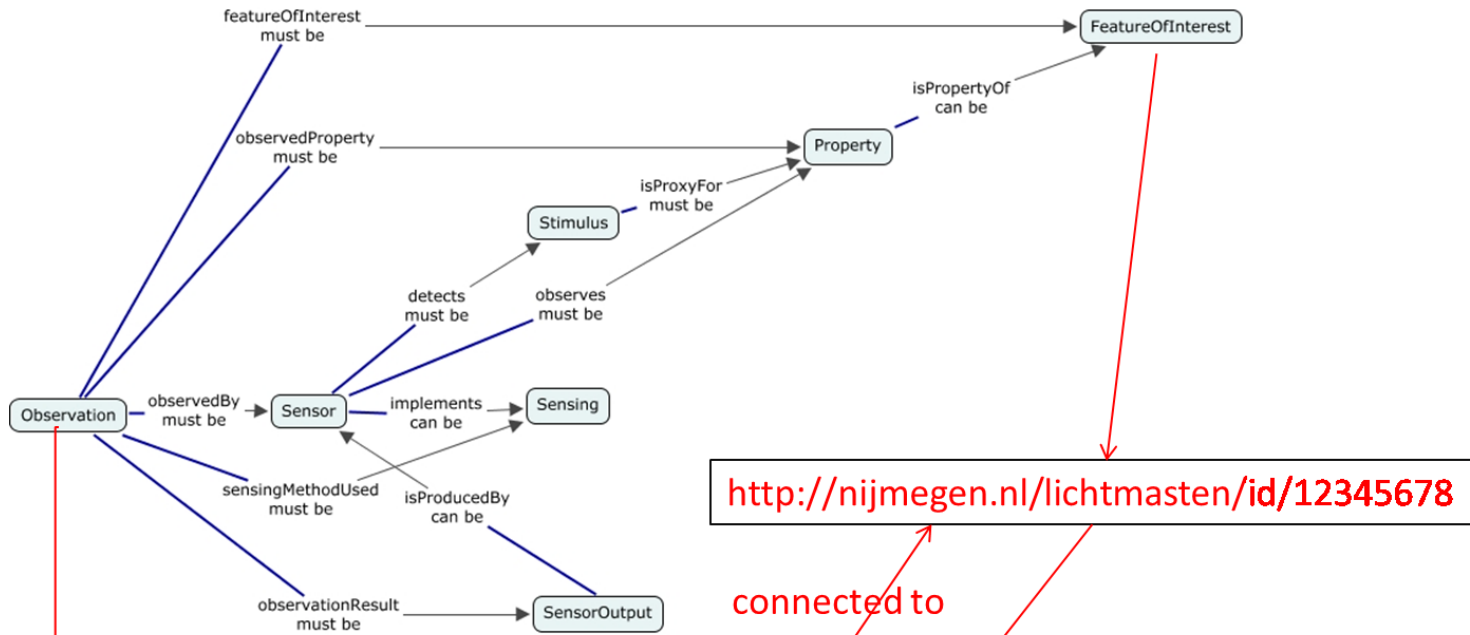 featureOfInterest
must be
FeatureOfInterest
isPropertyOf
can be
observedProperty
must be
Property
isProxyFor
must be
Stimulus
detects
must be
observes
must be
Observation
observedBy
must be
Sensor
implements
can be
Sensing
sensingMethodUsed
must be
isProducedBy
can be
http://nijmegen.nl/lichtmasten/id/12345678
connected to
observationResult
must be
SensorOutput